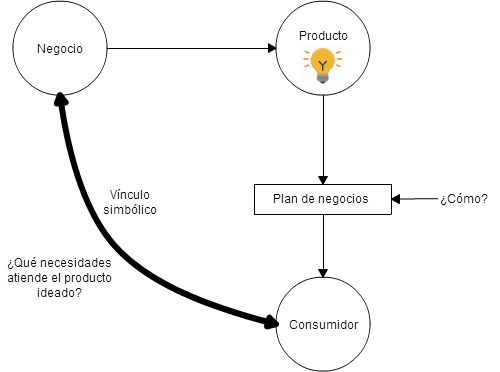 Negocio
Producto
Plan de negocios
¿Cómo?
Vínculo
simbólico
¿Qué necesidades
atiende el producto
ideado?
Consumidor